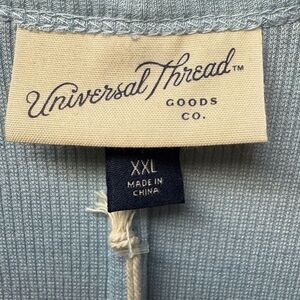 Universal Thread™
GOODS
CO.
XXL
MADE IN
CHINA